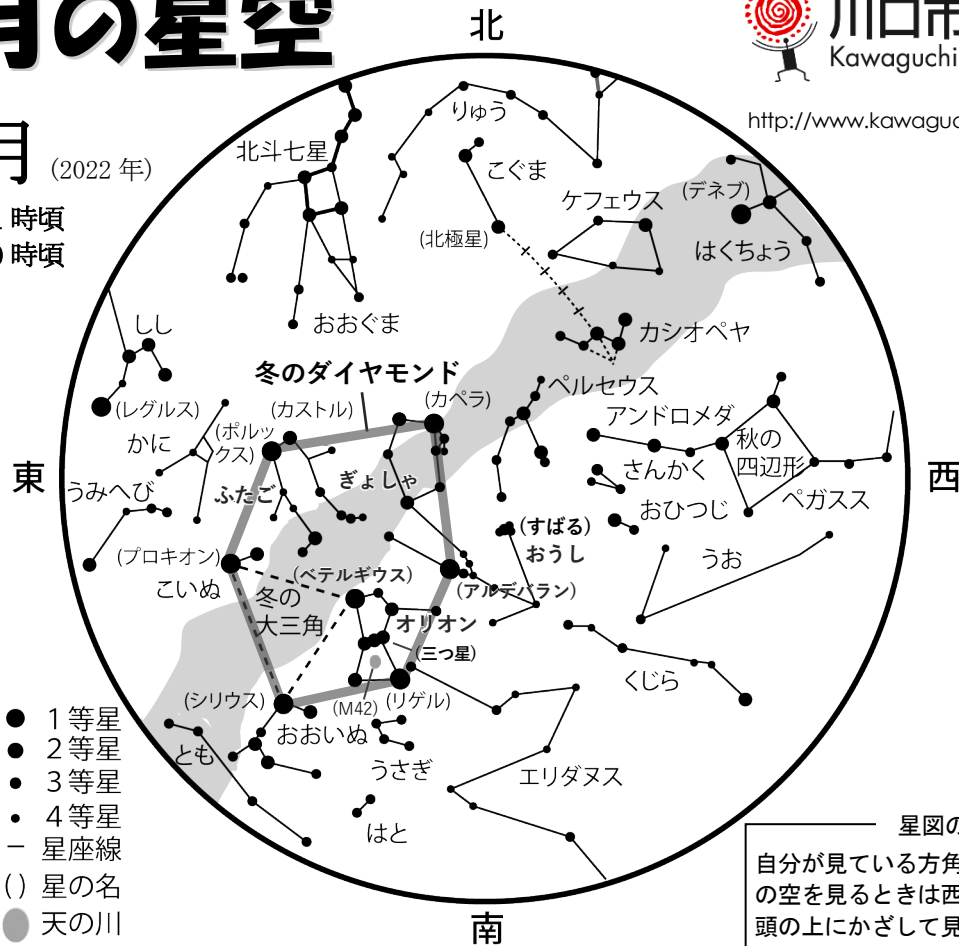 月の星空
北
川口市
Kawaguchi
http://www.kawaguc
月 (2022 年)
時頃
時頃
北斗七星
りゅう
こぐま
(北極星)
ケフェウス
(デネブ)
はくちょう
おおぐま
カシオペヤ
しし
(レグルス)
冬のダイヤモンド
(カストル)
(カペラ)
ペルセウス
アンドロメダ
かに
(ポルッ
クス)
秋の
四辺形
さんかく
東
西
うみへび
ふたご
ぎょしゃ
ペガスス
おひつじ
(すばる)
おうし
うお
(プロキオン)
こいぬ
(ベテルギウス)
(アルデバラン)
冬の
大三角
オリオン
(三つ星)
くじら
(シリウス)
(M42)
(リゲル)
おおいぬ
とも
うさぎ
エリダヌス
はと
南
1等星
2等星
3等星
4等星
星座線
() 星の名
天の川
星図の
自分が見ている方角
の空を見るときは西
頭の上にかざして見